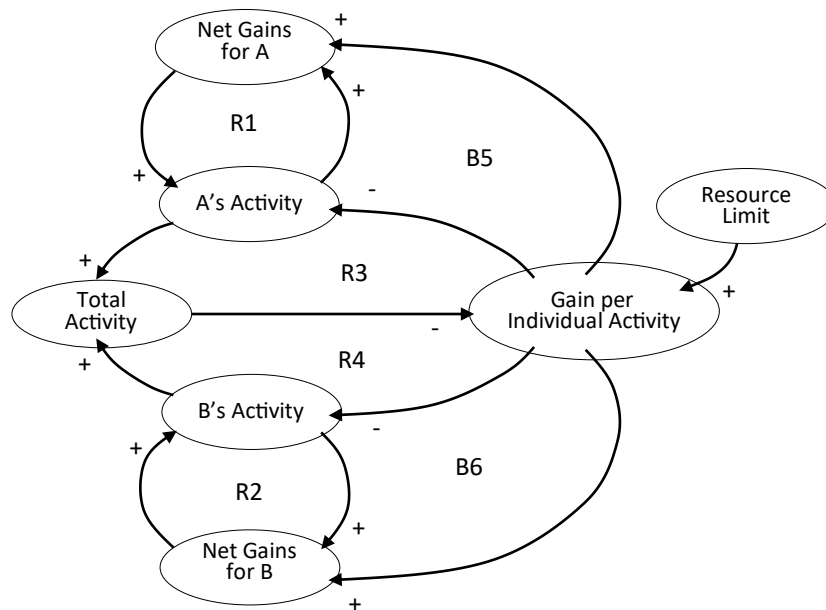 Net Gains
for A
+
+
R1
B5
+
-
A's Activity
Resource
Limit
+
R3
+
Total
Activity
Gain per
Individual Activity
-
+
R4
B's Activity
-
+
B6
R2
+
Net Gains
for B
+